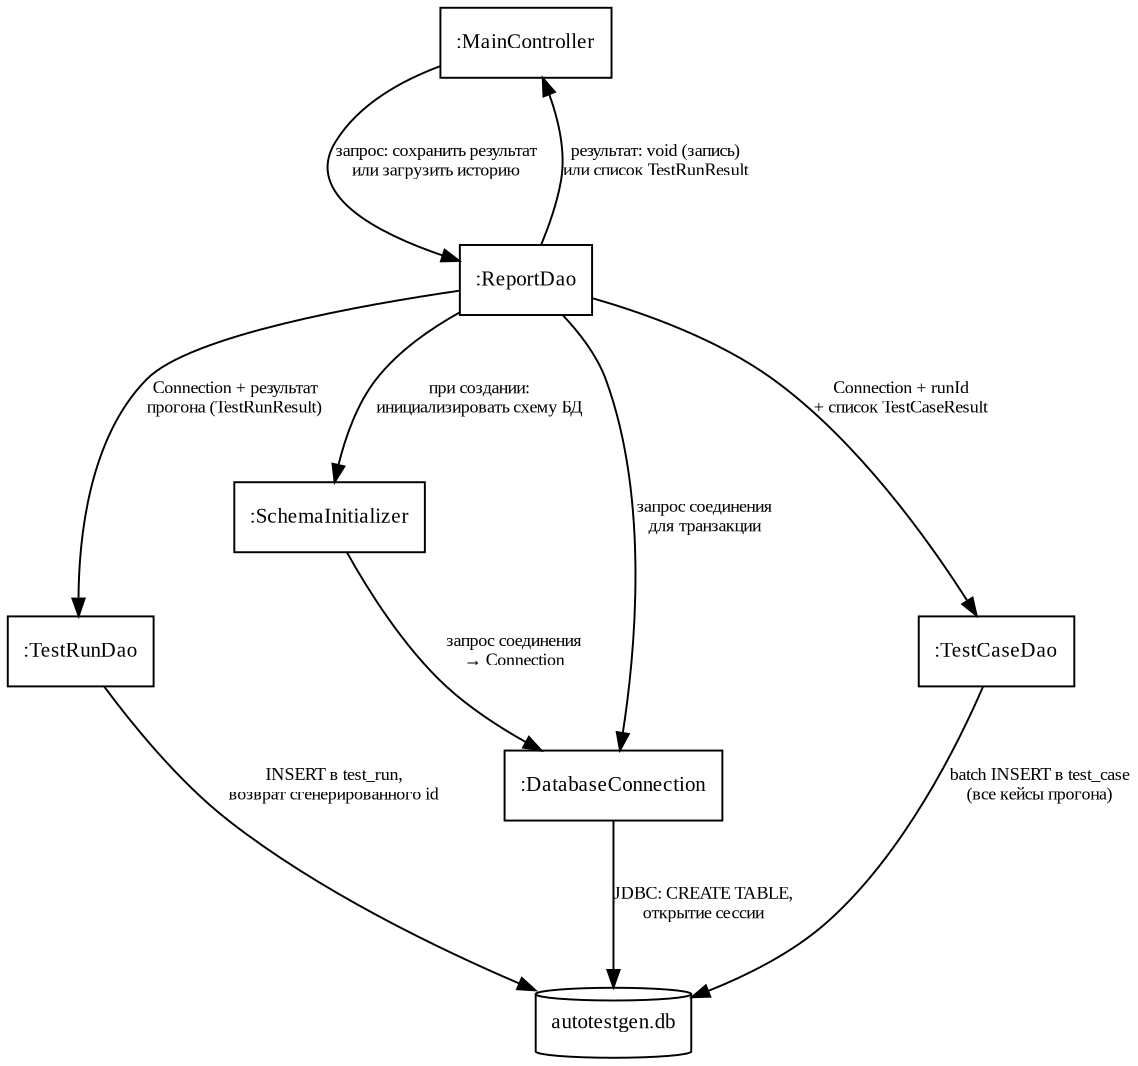 :MainController
запрос: сохранить результат
или загрузить историю
результат: void (запись)
или список TestRunResult
:ReportDao
Connection + результат
прогона (TestRunResult)
при создании:
инициализировать схему БД
Connection + runId
+ список TestCaseResult
:SchemaInitializer
запрос соединения
для транзакции
:TestRunDao
запрос соединения
→ Connection
:TestCaseDao
INSERT в test_run,
возврат сгенерированного id
:DatabaseConnection
batch INSERT в test_case
(все кейсы прогона)
JDBC: CREATE TABLE,
открытие сессии
autotestgen.db